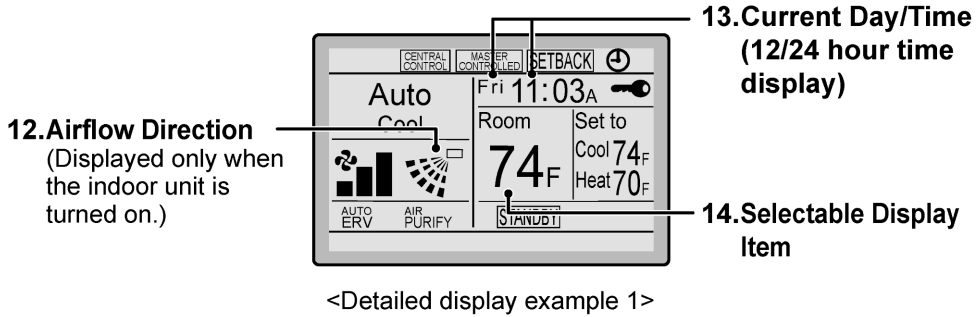 13.Current Day/Time
(12/24 hour time
display)
CENTRAL
CONTROL
MASTER
CONTROLLED
SETBACK
Auto
Cool
Fri 11:03A
12.Airflow Direction
(Displayed only when
the indoor unit is
turned on.)
Room
74F
Set to
Cool 74F
Heat 70F
AUTO
ERV
AIR
PURIFY
STANDBY
14.Selectable Display
Item
<Detailed display example 1>